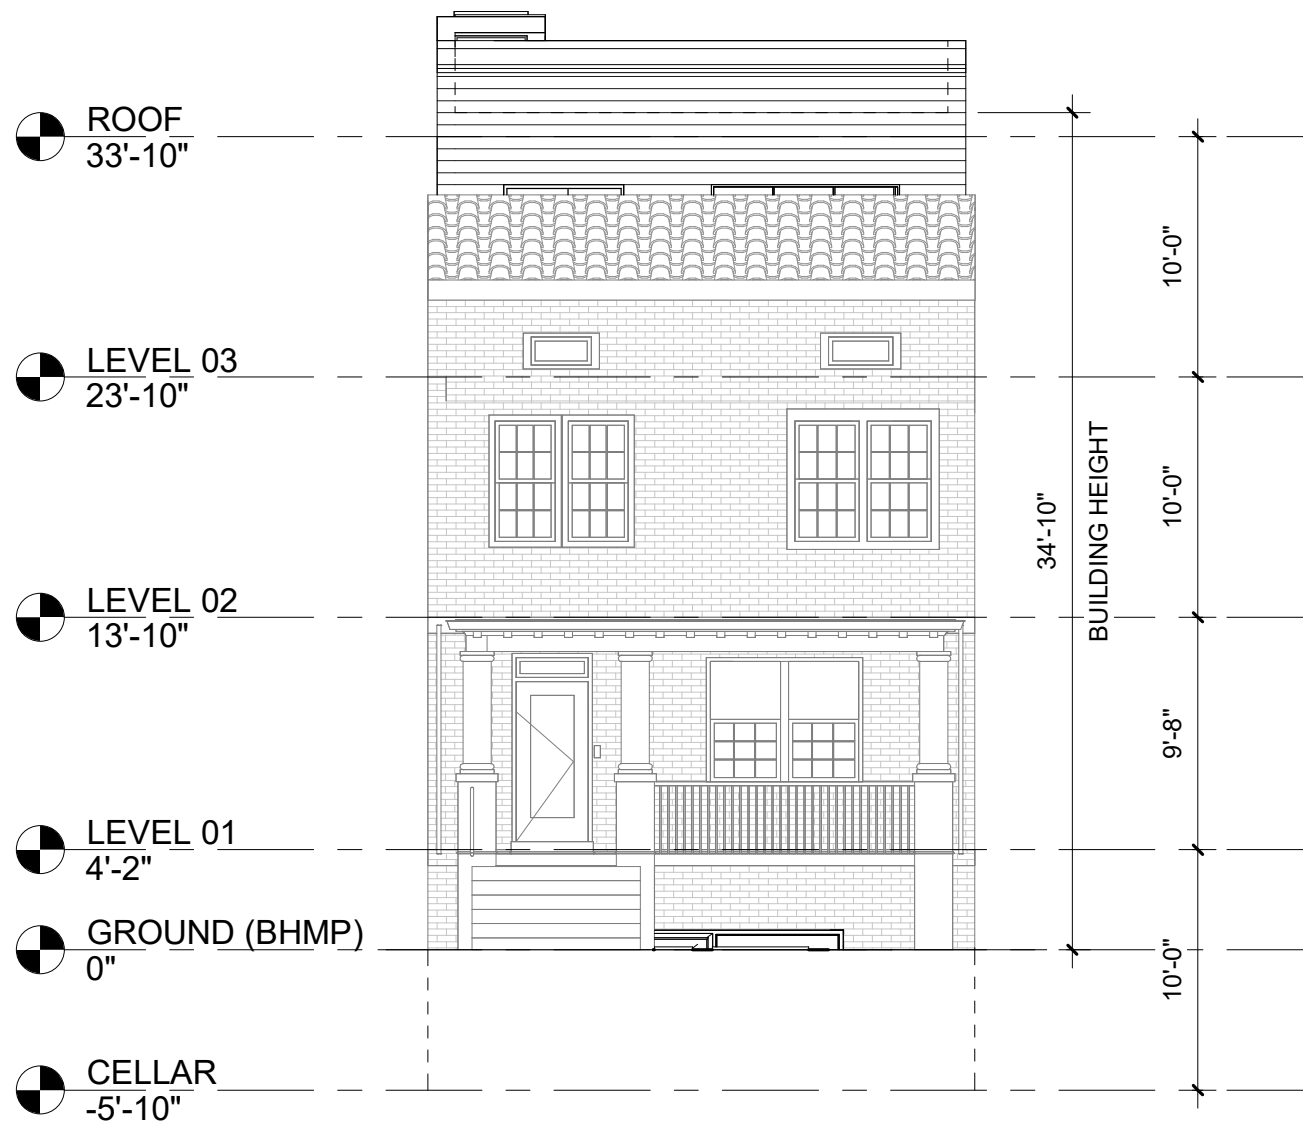 ROOF
33'-10"
LEVEL 03
23'-10"
LEVEL 02
13'-10"
LEVEL 01
4'-2"
GROUND (BHMP)
0"
CELLAR
-5'-10"
34'-10"
BUILDING HEIGHT
10'-0"
10'-0"
9'-8"
10'-0"